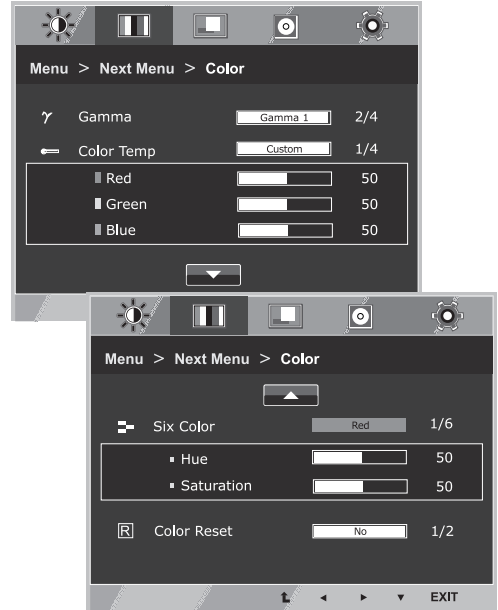 Menu > Next Menu > Color
γ Gamma Gamma 1 2/4
Color Temp Custom 1/4
Red 50
Green 50
Blue 50
Menu > Next Menu > Color
Six Color Red 1/6
Hue 50
Saturation 50
R Color Reset No 1/2
EXIT